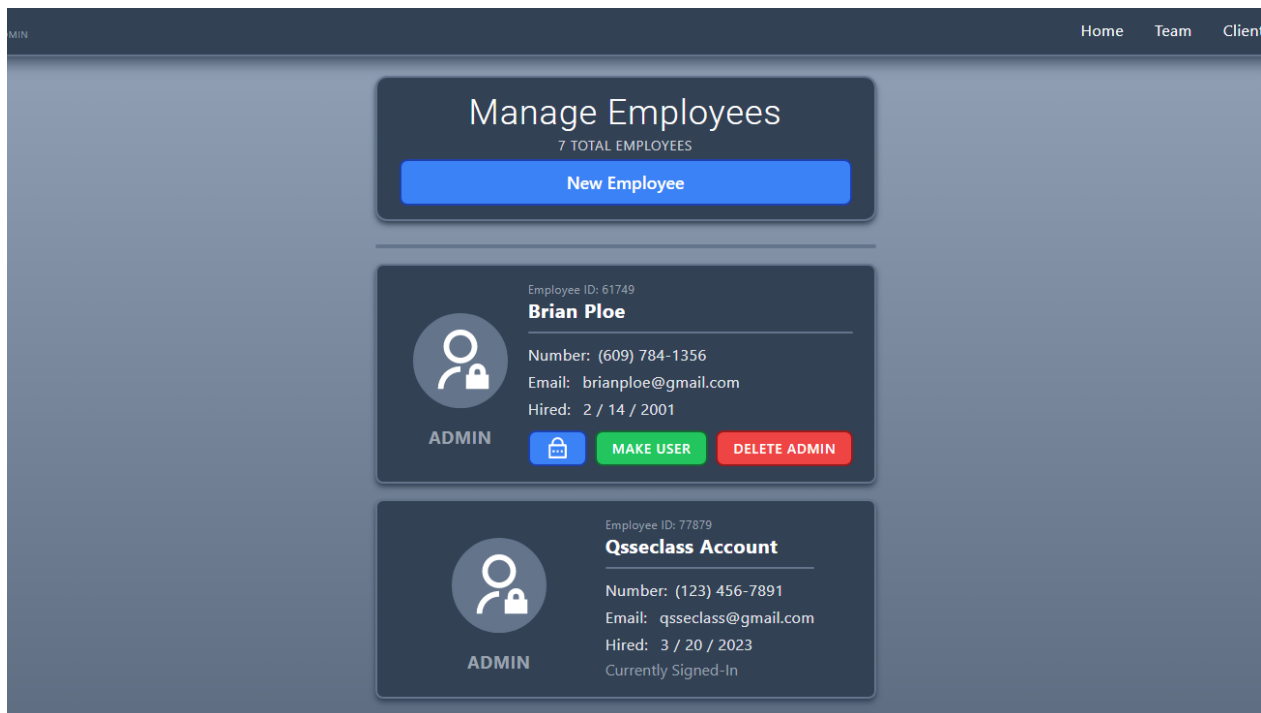 Home Team
Manage Employees
7 TOTAL EMPLOYEES
New Employee
Employee ID: 61749
Brian Ploe
Number: (609) 784-1356
Email: brianploe@gmail.com
Hired: 2 / 14 / 2001
ADMIN
MAKE USER
DELETE ADMIN
Employee ID: 77879
Qsseclass Account
Number: (123) 456-7891
Email: qsseclass@gmail.com
Hired: 3 / 20 / 2023
Currently Signed-In
ADMIN